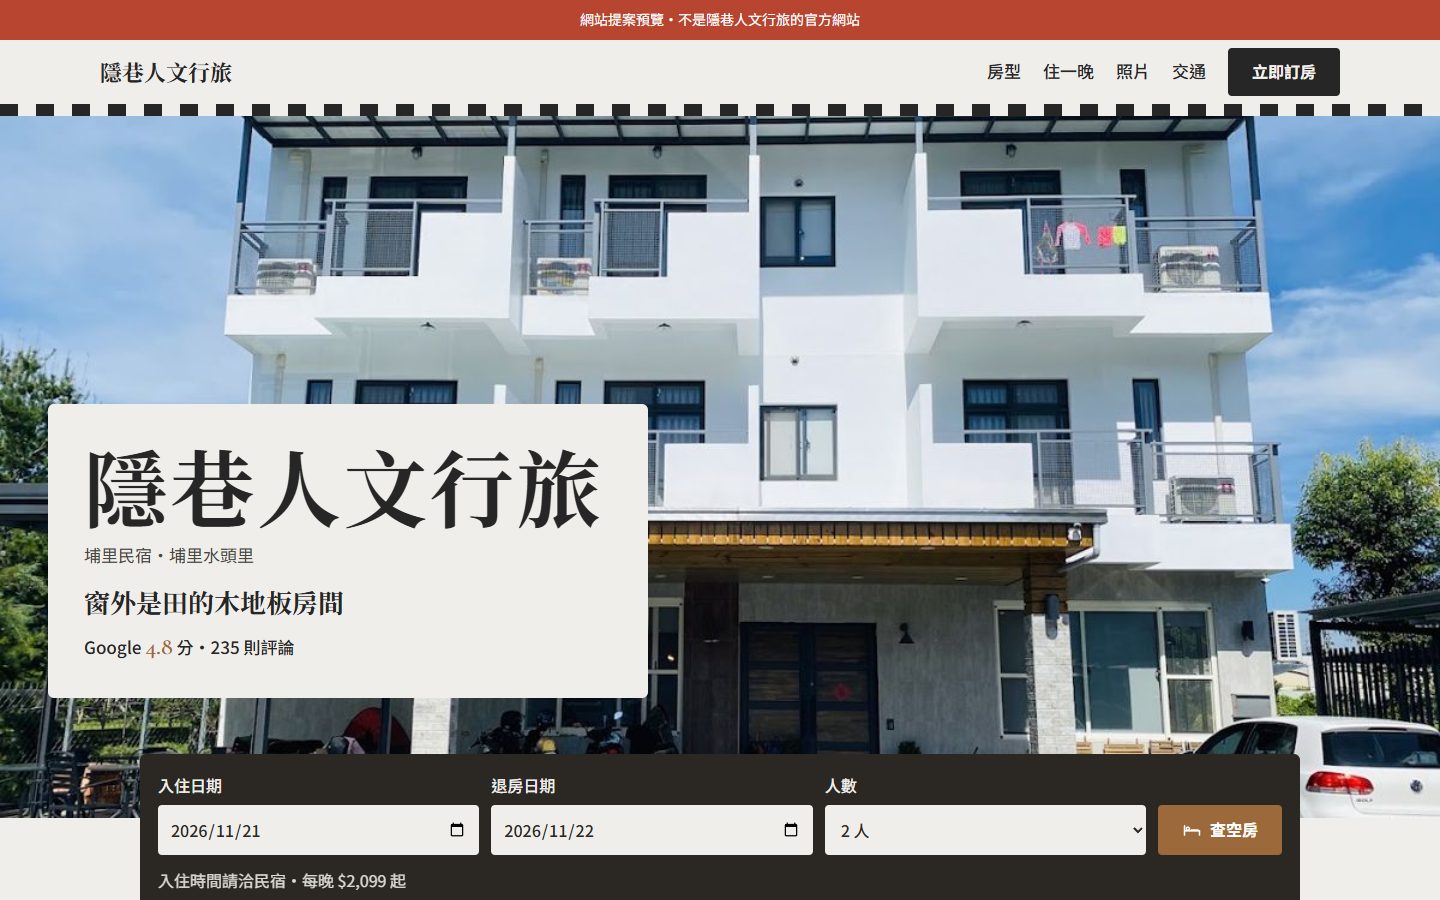 網站提案預覽・不是隱巷人文行旅的官方網站
隱巷人文行旅
房型 住一晚 照片 交通 立即訂房
隱巷人文行旅
埔里民宿・埔里水頭里
窗外是田的木地板房間
Google 4.8 分・235 則評論
入住日期 退房日期 人數
2026/11/21 2026/11/22 2 人 查空房
入住時間請洽民宿・每晚 $2,099 起